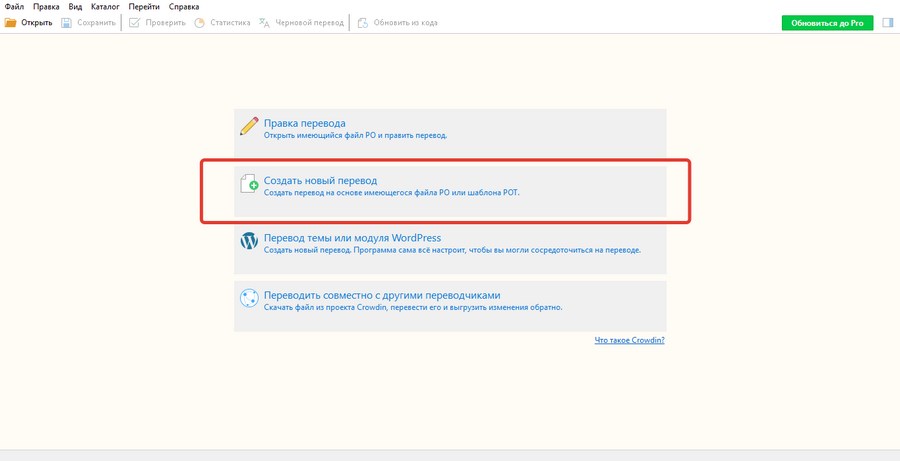 Файл Правка Вид Каталог Перейти Справка
Открыть Сохранить Проверить Статистика Черновой перевод Обновить из кода Обновиться до Pro
Правка перевода
Открыть имеющийся файл PO и править перевод.
Создать новый перевод
Создать перевод на основе имеющегося файла PO или шаблона POT.
Перевод темы или модуля WordPress
Создать новый перевод. Программа сама всё настроит, чтобы вы могли сосредоточиться на переводе.
Переводить совместно с другими переводчиками
Скачать файл из проекта Crowdin, перевести его и выгрузить изменения обратно.
Что такое Crowdin?